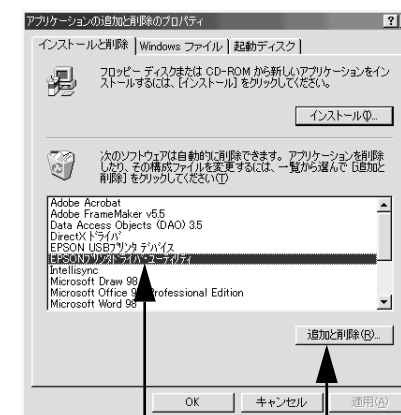 アプリケーションの追加と削除のプロパティ
?
インストールと削除
Windows ファイル
起動ディスク
フロッピー ディスクまたは CD-ROM から新しいアプリケーションをイン
ストールするには、[インストール] をクリックしてください。
インストール(I)...
次のソフトウェアは自動的に削除できます。アプリケーションを削除
したり、その構成ファイルを変更するには、一覧から選んで [追加と
削除] をクリックしてください(T)
Adobe Acrobat
Adobe FrameMaker v5.5
Data Access Objects (DAO) 3.5
DirectX ドライバ
EPSON USBプリンタ デバイス
EPSONプリンタドライバ・ユーティリティ
Intellisync
Microsoft Draw 98
Microsoft Office Professional Edition
Microsoft Word 98
追加と削除(R)...
OK
キャンセル
適用(A)